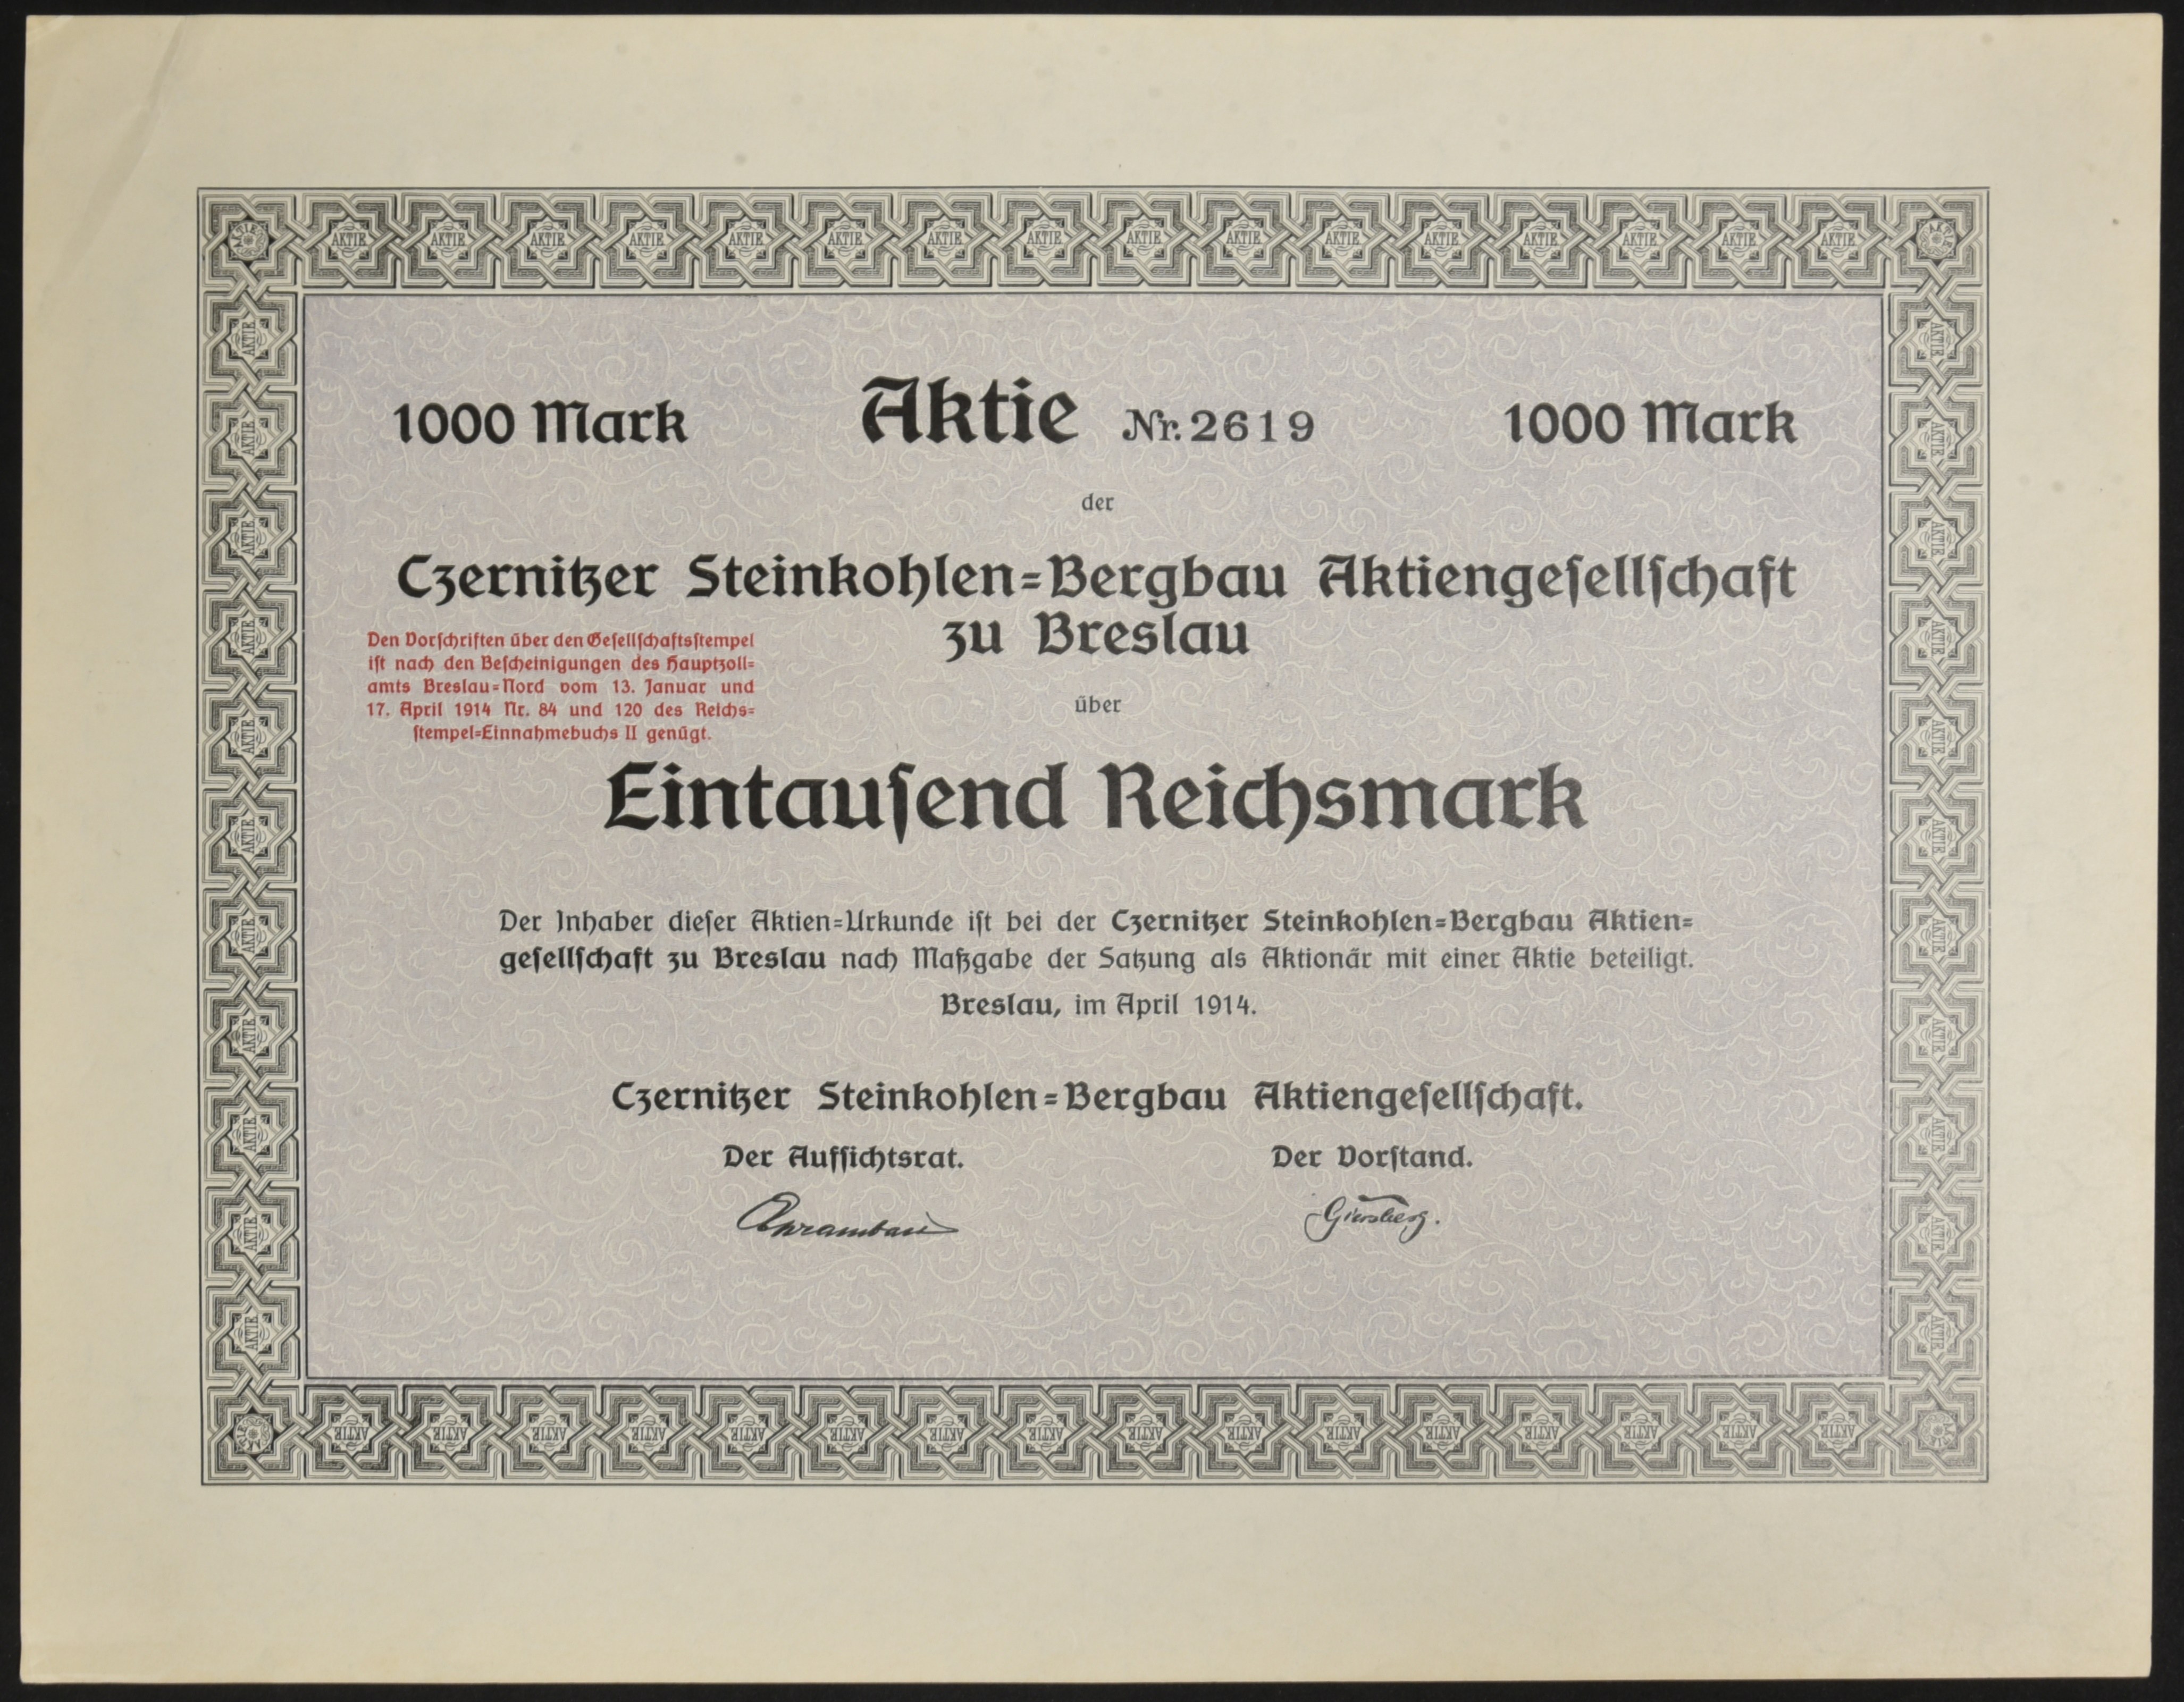 1000 Mark Aktie Nr. 2619 1000 Mark
der
Czernitzer Steinkohlen=Bergbau Aktiengeſellſchaft
zu Breslau
Den Vorſchriften über den Geſellſchaftsſtempel
iſt nach den Beſcheinigungen des Hauptzoll=
amts Breslau=Nord vom 13. Januar und
17. April 1914 Nr. 84 und 120 des Reichs=
ſtempel=Einnahmebuchs II genügt.
über
Eintauſend Reichsmark
Der Inhaber dieſer Aktien=Urkunde iſt bei der Czernitzer Steinkohlen=Bergbau Aktien=
geſellſchaft zu Breslau nach Maßgabe der Satzung als Aktionär mit einer Aktie beteiligt.
Breslau, im April 1914.
Czernitzer Steinkohlen=Bergbau Aktiengeſellſchaft.
Der Aufſichtsrat. Der Vorſtand.